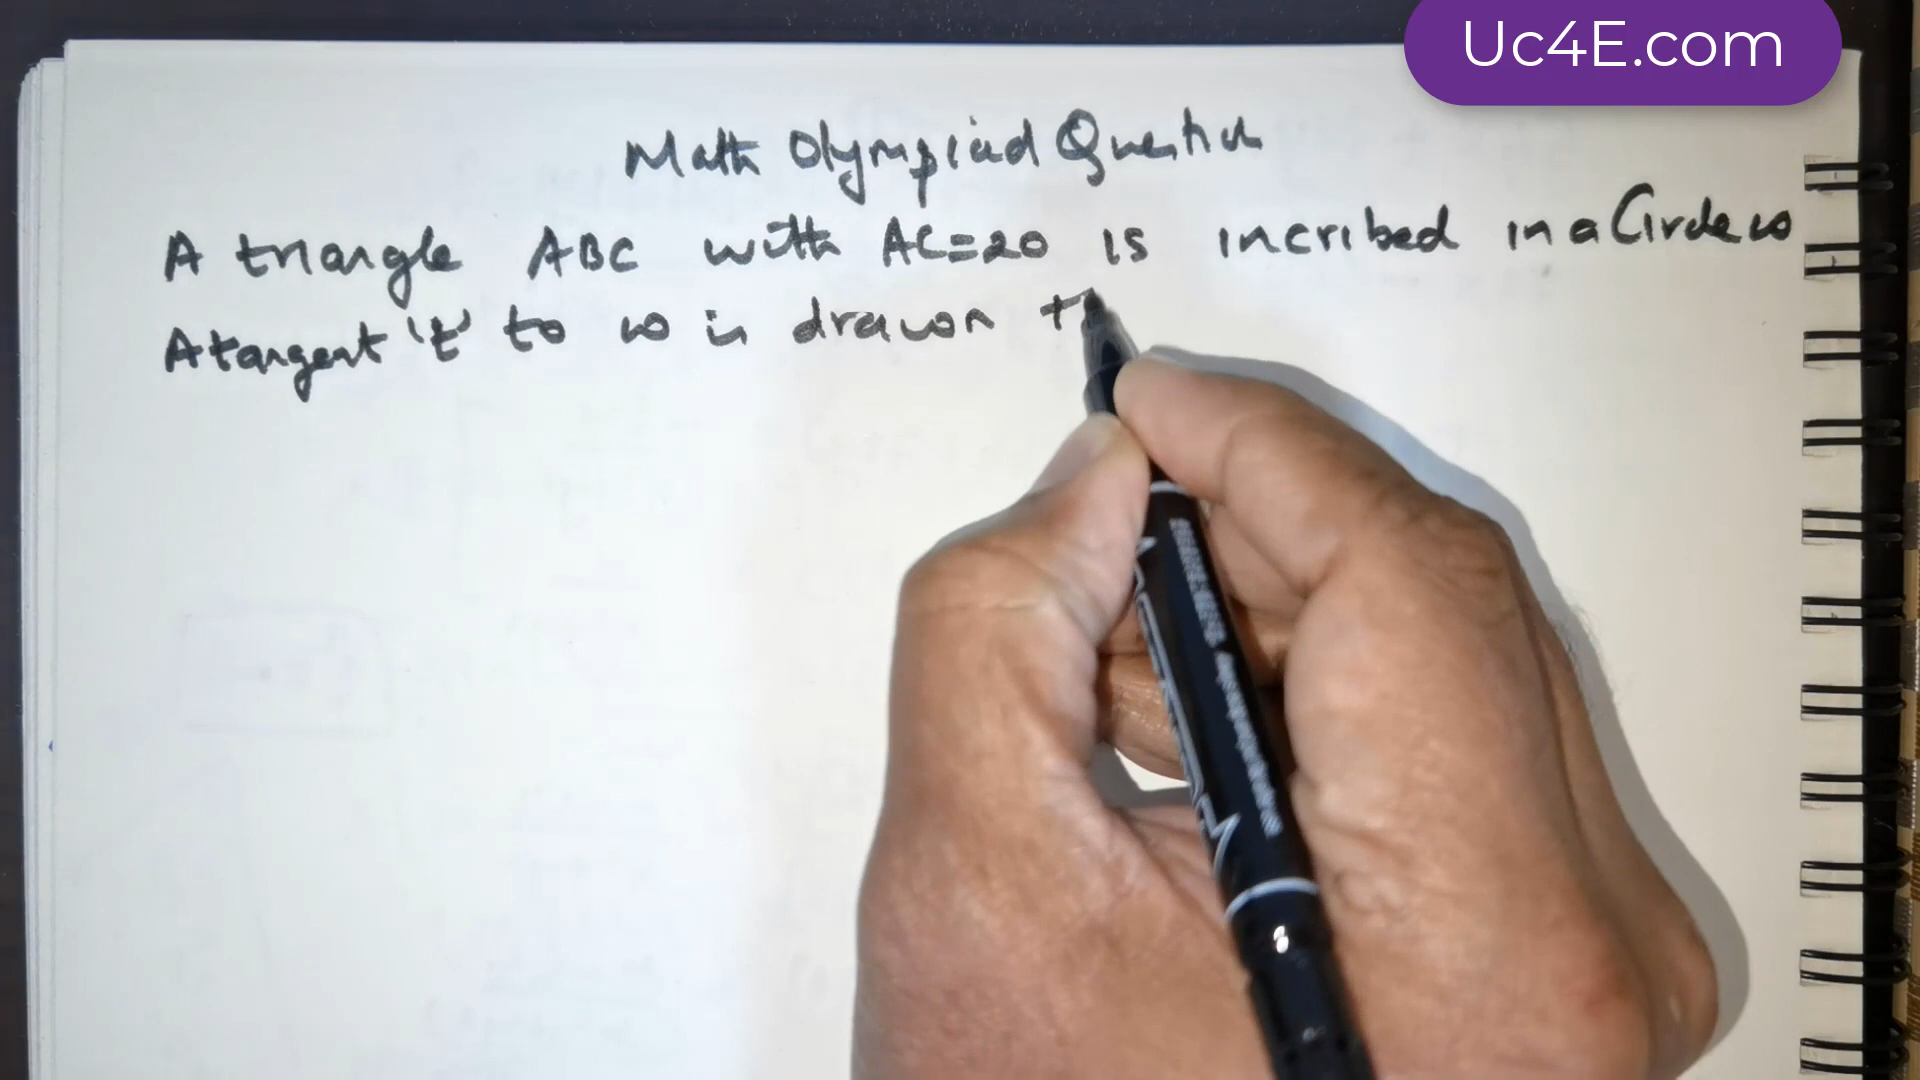 Uc4E.com
Math Olympiad Question
A triangle ABC with AC=20 is incribed in a Circle ω
A tangent 't' to ω is drawn